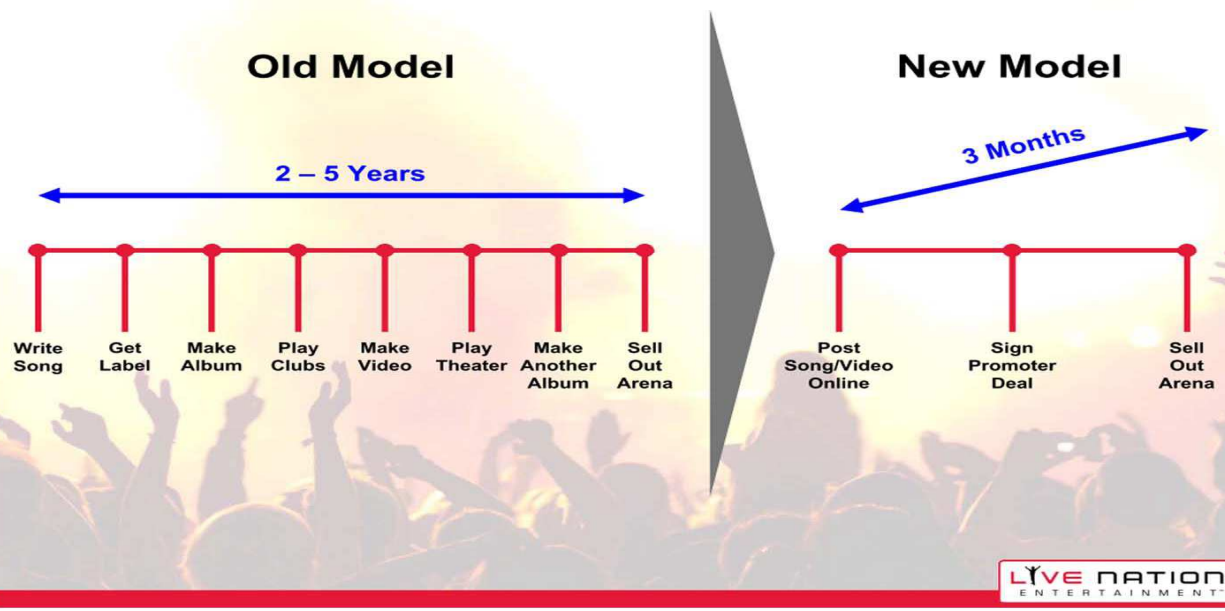 Old Model
2 – 5 Years
Write
Song
Get
Label
Make
Album
Play
Clubs
Make
Video
Play
Theater
Make
Another
Album
Sell
Out
Arena
New Model
3 Months
Post
Song/Video
Online
Sign
Promoter
Deal
Sell
Out
Arena
LIVE NATION
ENTERTAINMENT